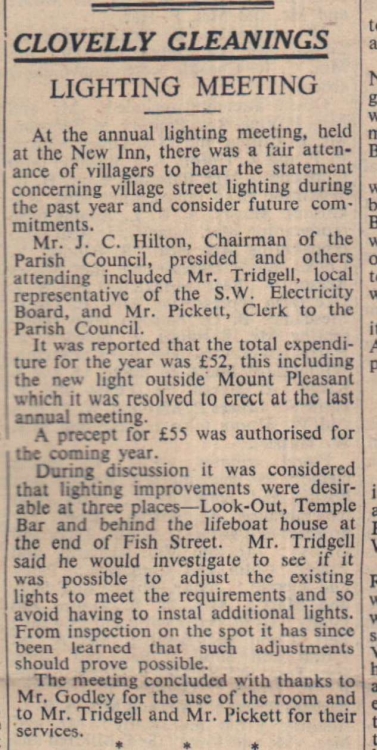 CLOVELLY GLEANINGS
LIGHTING MEETING
At the annual lighting meeting, held
at the New Inn, there was a fair atten-
ance of villagers to hear the statement
concerning village street lighting during
the past year and consider future com-
mitments.
Mr. J. C. Hilton, Chairman of the
Parish Council, presided and others
attending included Mr. Tridgell, local
representative of the S.W. Electricity
Board, and Mr. Pickett, Clerk to the
Parish Council.
It was reported that the total expendi-
ture for the year was £52, this including
the new light outside Mount Pleasant
which it was resolved to erect at the last
annual meeting.
A precept for £55 was authorised for
the coming year.
During discussion it was considered
that lighting improvements were desir-
able at three places—Look-Out, Temple
Bar and behind the lifeboat house at
the end of Fish Street. Mr. Tridgell
said he would investigate to see if it
was possible to adjust the existing
lights to meet the requirements and so
avoid having to instal additional lights.
From inspection on the spot it has since
been learned that such adjustments
should prove possible.
The meeting concluded with thanks to
Mr. Godley for the use of the room and
to Mr. Tridgell and Mr. Pickett for their
services.
* * *